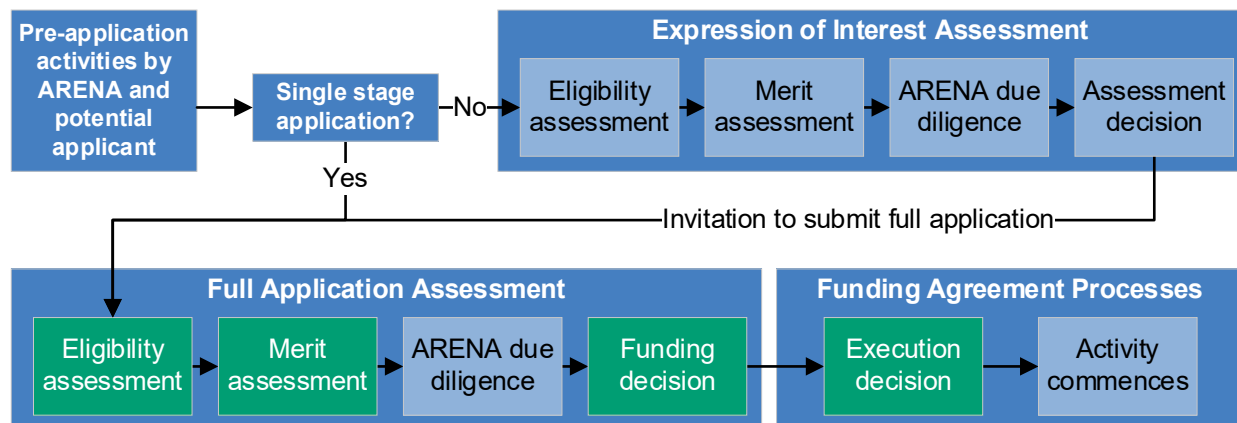 Pre-application
activities by
ARENA and
potential
applicant
Single stage
application?
No
Yes
Expression of Interest Assessment
Eligibility
assessment
Merit
assessment
ARENA due
diligence
Assessment
decision
Invitation to submit full application
Full Application Assessment
Eligibility
assessment
Merit
assessment
ARENA due
diligence
Funding
decision
Funding Agreement Processes
Execution
decision
Activity
commences